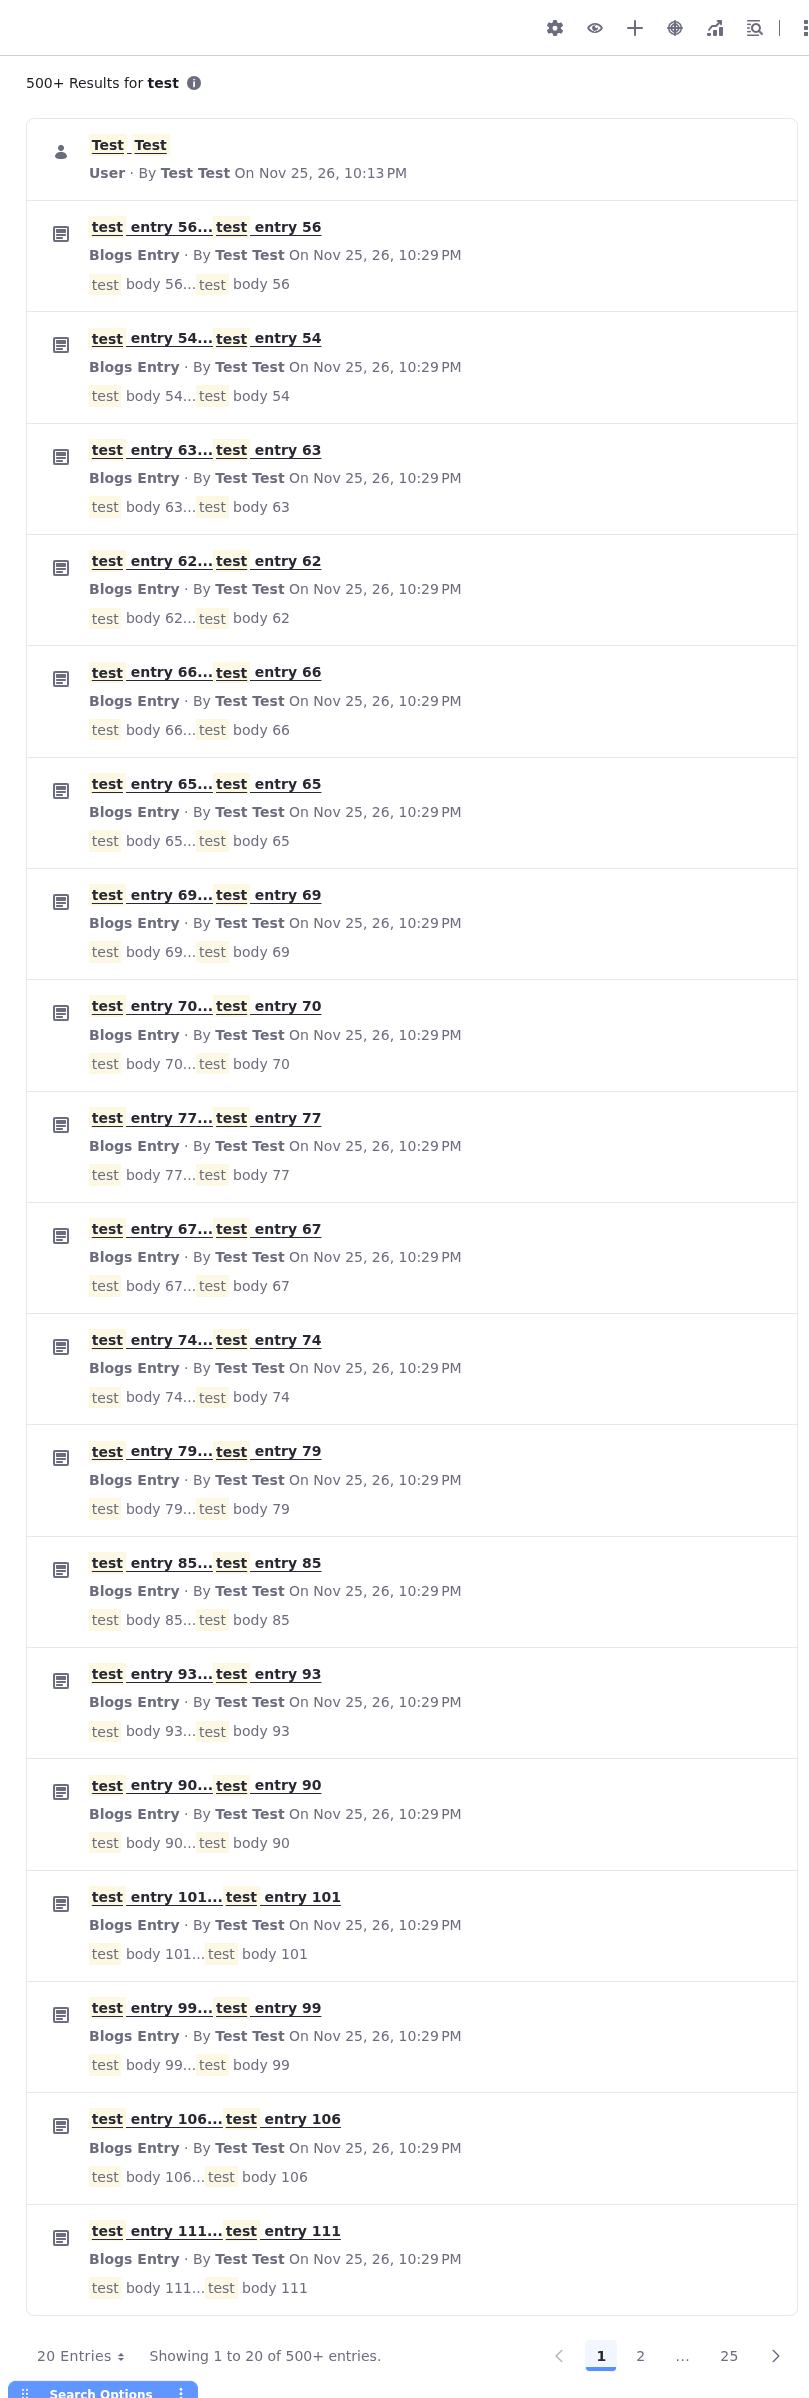 500+ Results for test
Test Test
User · By Test Test On Nov 25, 26, 10:13 PM
test entry 56...test entry 56
Blogs Entry · By Test Test On Nov 25, 26, 10:29 PM
test body 56...test body 56
test entry 54...test entry 54
Blogs Entry · By Test Test On Nov 25, 26, 10:29 PM
test body 54...test body 54
test entry 63...test entry 63
Blogs Entry · By Test Test On Nov 25, 26, 10:29 PM
test body 63...test body 63
test entry 62...test entry 62
Blogs Entry · By Test Test On Nov 25, 26, 10:29 PM
test body 62...test body 62
test entry 66...test entry 66
Blogs Entry · By Test Test On Nov 25, 26, 10:29 PM
test body 66...test body 66
test entry 65...test entry 65
Blogs Entry · By Test Test On Nov 25, 26, 10:29 PM
test body 65...test body 65
test entry 69...test entry 69
Blogs Entry · By Test Test On Nov 25, 26, 10:29 PM
test body 69...test body 69
test entry 70...test entry 70
Blogs Entry · By Test Test On Nov 25, 26, 10:29 PM
test body 70...test body 70
test entry 77...test entry 77
Blogs Entry · By Test Test On Nov 25, 26, 10:29 PM
test body 77...test body 77
test entry 67...test entry 67
Blogs Entry · By Test Test On Nov 25, 26, 10:29 PM
test body 67...test body 67
test entry 74...test entry 74
Blogs Entry · By Test Test On Nov 25, 26, 10:29 PM
test body 74...test body 74
test entry 79...test entry 79
Blogs Entry · By Test Test On Nov 25, 26, 10:29 PM
test body 79...test body 79
test entry 85...test entry 85
Blogs Entry · By Test Test On Nov 25, 26, 10:29 PM
test body 85...test body 85
test entry 93...test entry 93
Blogs Entry · By Test Test On Nov 25, 26, 10:29 PM
test body 93...test body 93
test entry 90...test entry 90
Blogs Entry · By Test Test On Nov 25, 26, 10:29 PM
test body 90...test body 90
test entry 101...test entry 101
Blogs Entry · By Test Test On Nov 25, 26, 10:29 PM
test body 101...test body 101
test entry 99...test entry 99
Blogs Entry · By Test Test On Nov 25, 26, 10:29 PM
test body 99...test body 99
test entry 106...test entry 106
Blogs Entry · By Test Test On Nov 25, 26, 10:29 PM
test body 106...test body 106
test entry 111...test entry 111
Blogs Entry · By Test Test On Nov 25, 26, 10:29 PM
test body 111...test body 111
20 Entries Showing 1 to 20 of 500+ entries. 1 2 ... 25
Search Options